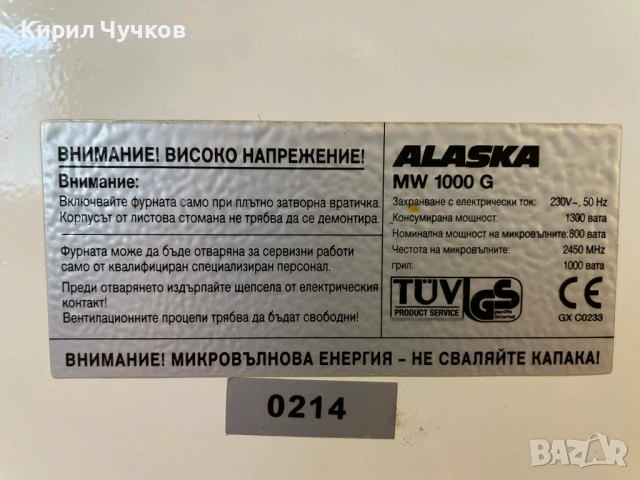 Кирил Чучков
ВНИМАНИЕ! ВИСОКО НАПРЕЖЕНИЕ!
Внимание:
Включвайте фурната само при плътно затворна вратичка.
Корпусът от листова стомана не трябва да се демонтира.
Фурната може да бъде отваряна за сервизни работи
само от квалифициран специализиран персонал.
Преди отварянето издърпайте щепсела от електрическия
контакт!
Вентилационните процепи трябва да бъдат свободни!
ALASKA
MW 1000 G
Захранване с електрически ток: 230V~, 50 Hz
Консумирана мощност: 1300 вата
Номинална мощност на микровълните: 800 вата
Честота на микровълните: 2450 MHz
грил: 1000 вата
TÜV
PRODUCT SERVICE
GS
geprüfte
Sicherheit
CE
GX C0233
ВНИМАНИЕ! МИКРОВЪЛНОВА ЕНЕРГИЯ - НЕ СВАЛЯЙТЕ КАПАКА!
0214
BAZAR